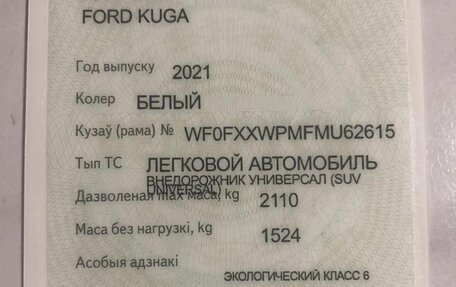 FORD KUGA
Год выпуску 2021
Колер БЕЛЫЙ
Кузаў (рама) № WF0FXXWPMFMU62615
Тып ТС ЛЕГКОВОЙ АВТОМОБИЛЬ
ВНЕДОРОЖНИК УНИВЕРСАЛ (SUV
UNIVERSAL)
Дазволеная max маса, kg 2110
Маса без нагрузкі, kg 1524
Асобыя адзнакі
ЭКОЛОГИЧЕСКИЙ КЛАСС 6